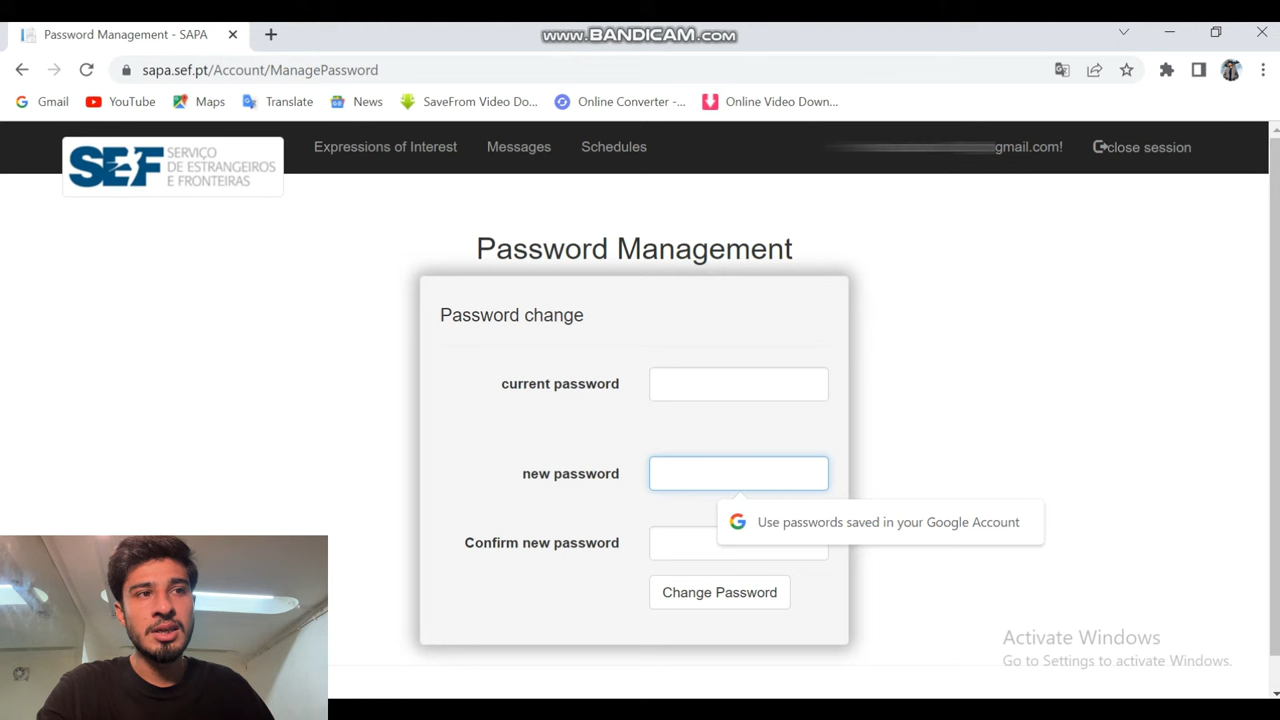 Password Management - SAPA
www.BANDICAM.com
sapa.sef.pt/Account/ManagePassword
Gmail
YouTube
Maps
Translate
News
SaveFrom Video Do...
Online Converter -...
Online Video Down...
SEF SERVIÇO
DE ESTRANGEIROS
E FRONTEIRAS
Expressions of Interest
Messages
Schedules
gmail.com!
close session
Password Management
Password change
current password
new password
Use passwords saved in your Google Account
Confirm new password
Change Password
Activate Windows
Go to Settings to activate Windows.